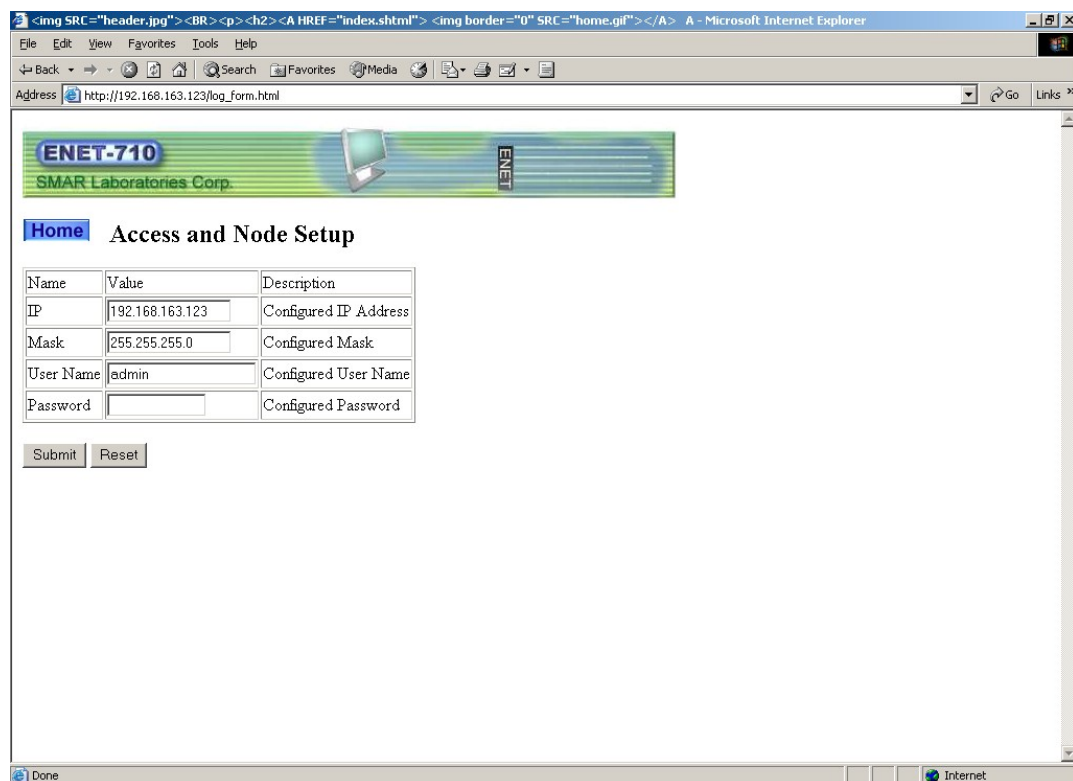 <img SRC="header.jpg"><BR><p><h2><A HREF="index.shtml"> <img border="0" SRC="home.gif"></A>   A - Microsoft Internet Explorer
File Edit View Favorites Tools Help
Back Search Favorites Media
Address http://192.168.163.123/log_form.html Go Links »
ENET-710
SMAR Laboratories Corp.
ENET
Home Access and Node Setup
Name Value Description
IP 192.168.163.123 Configured IP Address
Mask 255.255.255.0 Configured Mask
User Name admin Configured User Name
Password Configured Password
Submit Reset
Done Internet